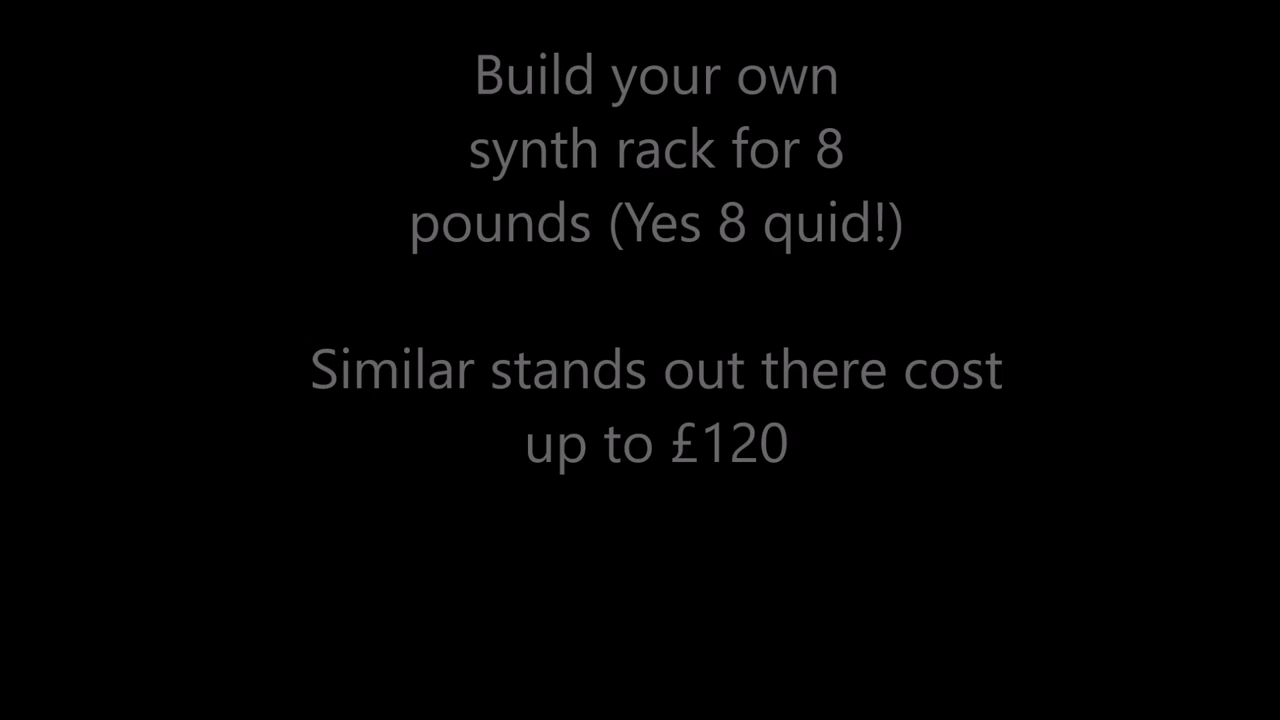 Build your own
synth rack for 8
pounds (Yes 8 quid!)
Similar stands out there cost
up to £120